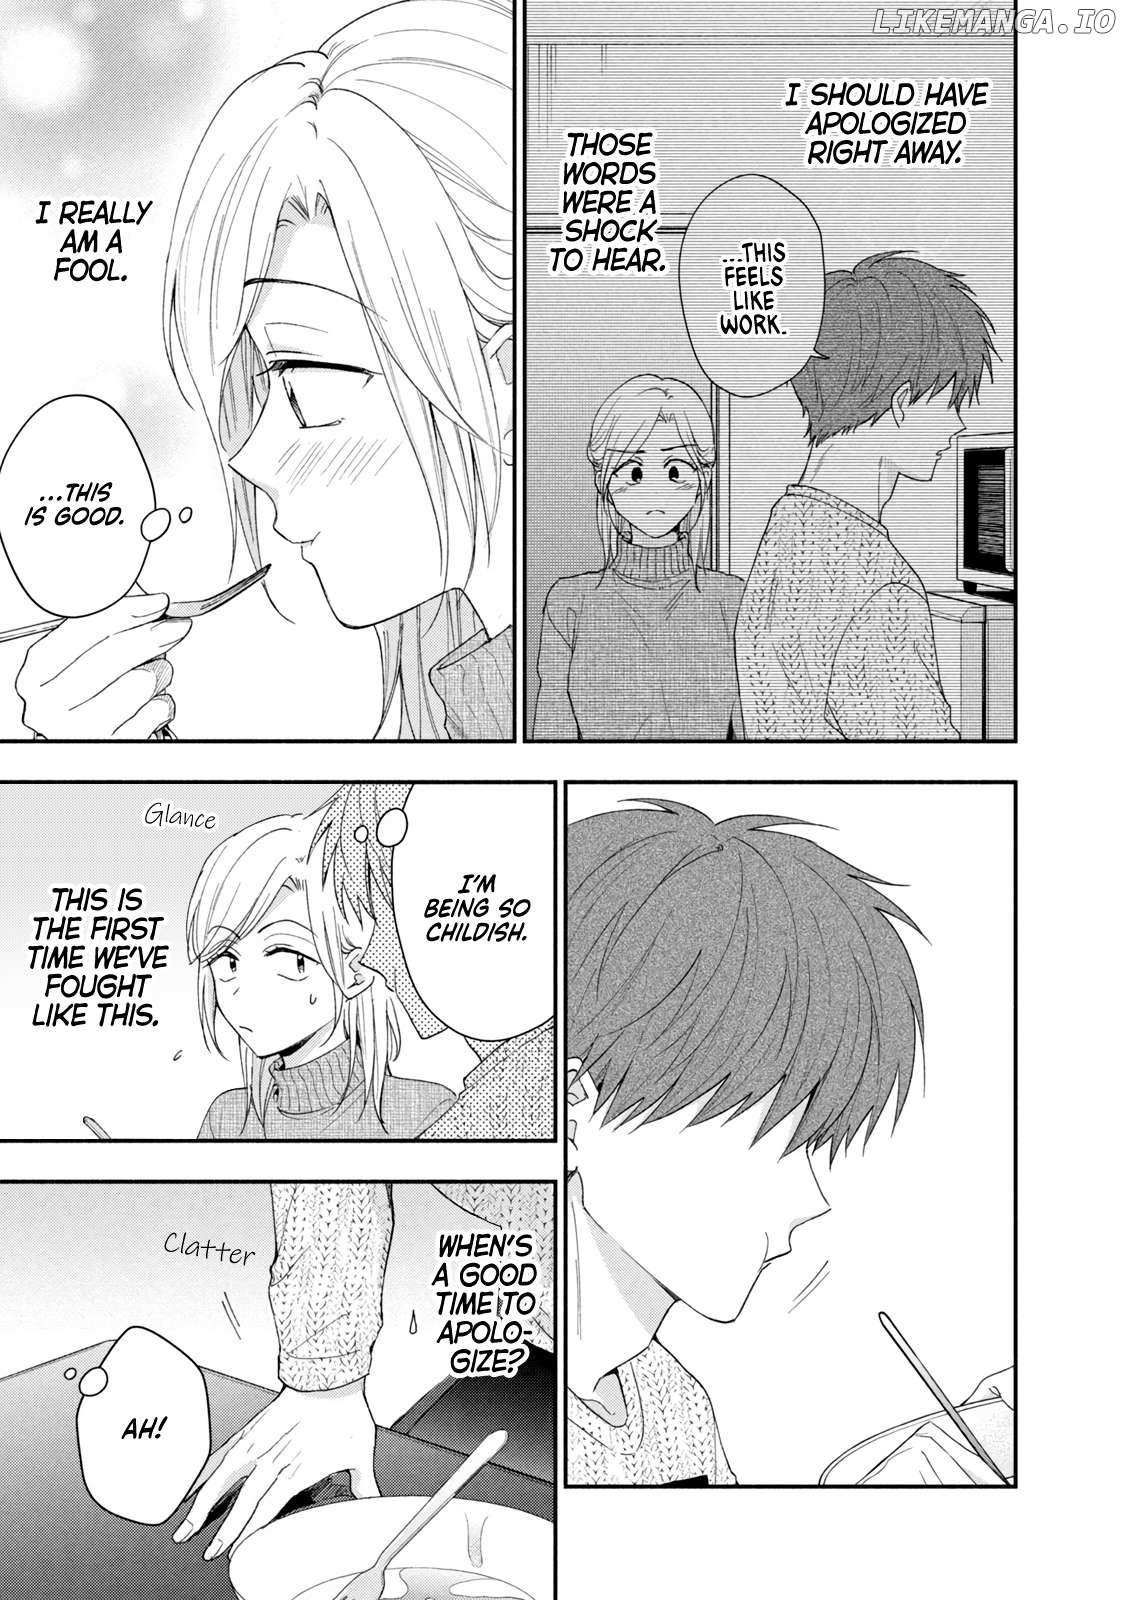 LIKEMANGA.IO
I SHOULD HAVE
APOLOGIZED
RIGHT AWAY.
THOSE
WORDS
WERE A
SHOCK
TO HEAR.
...THIS
FEELS
LIKE
WORK.
I REALLY
AM A
FOOL.
...THIS
IS GOOD.
I'M
BEING SO
CHILDISH.
Glance
THIS IS
THE FIRST
TIME WE'VE
FOUGHT
LIKE THIS.
WHEN'S
A GOOD
TIME TO
APOLO-
GIZE?
Clatter
AH!